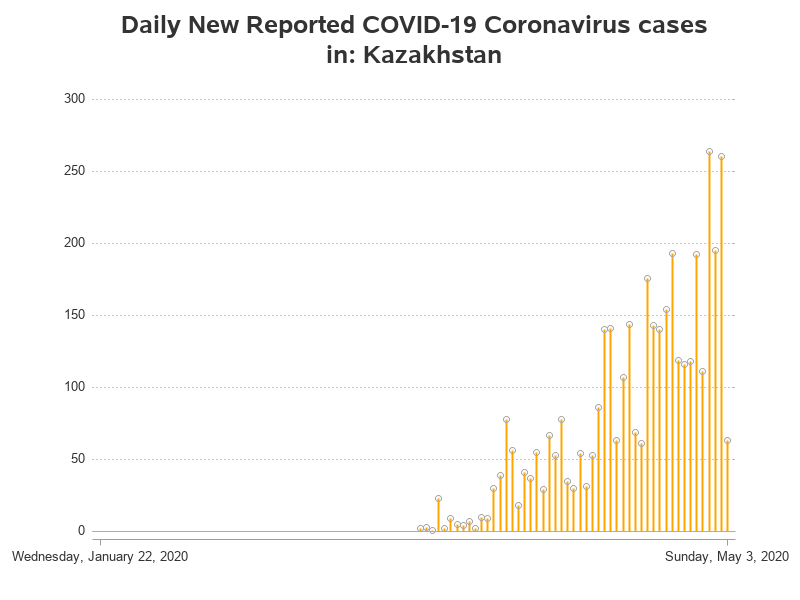 Daily New Reported COVID-19 Coronavirus cases
in: Kazakhstan
300
250
200
150
100
50
0
Wednesday, January 22, 2020
Sunday, May 3, 2020